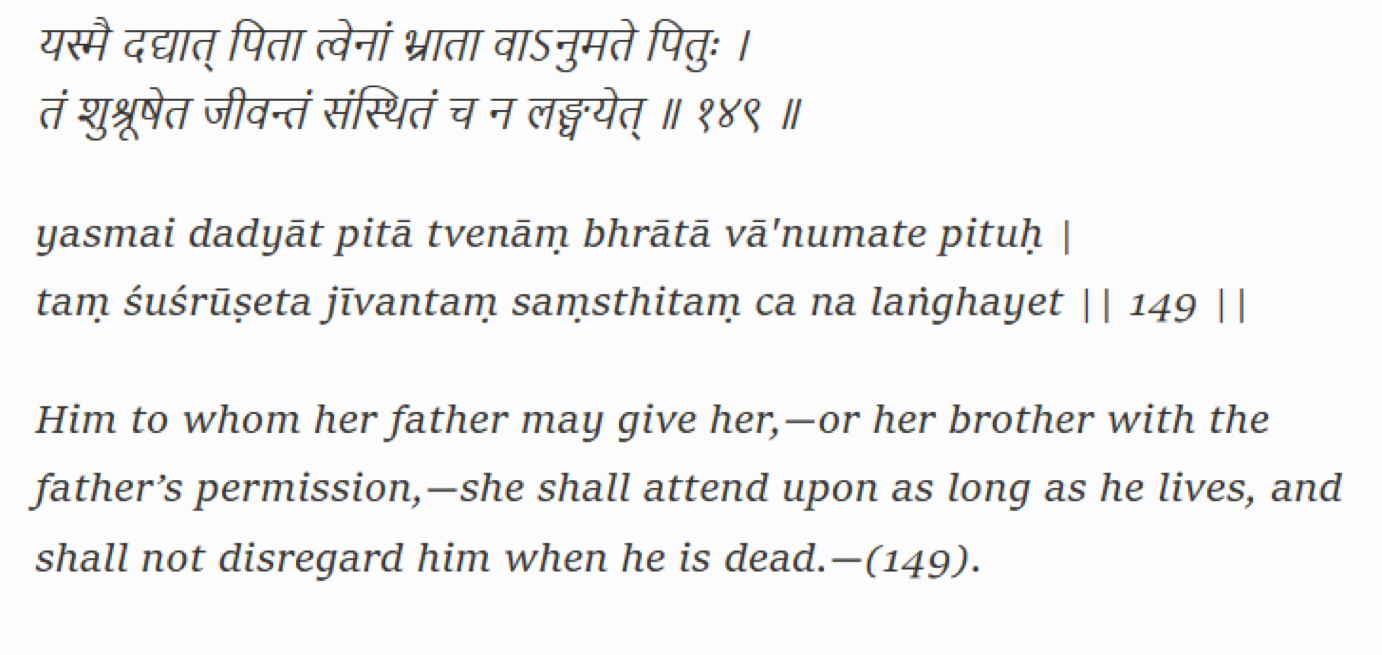 यस्मै दद्यात् पिता त्वेनां भ्राता वाऽनुमते पितुः ।
तं शुश्रूषेत जीवन्तं संस्थितं च न लङ्घयेत् ॥ १४९ ॥
yasmai dadyāt pitā tvenāṃ bhrātā vā'numate pituḥ |
taṃ śuśrūṣeta jīvantaṃ saṃsthitaṃ ca na laṅghayet || 149 ||
Him to whom her father may give her,—or her brother with the
father’s permission,—she shall attend upon as long as he lives, and
shall not disregard him when he is dead.—(149).